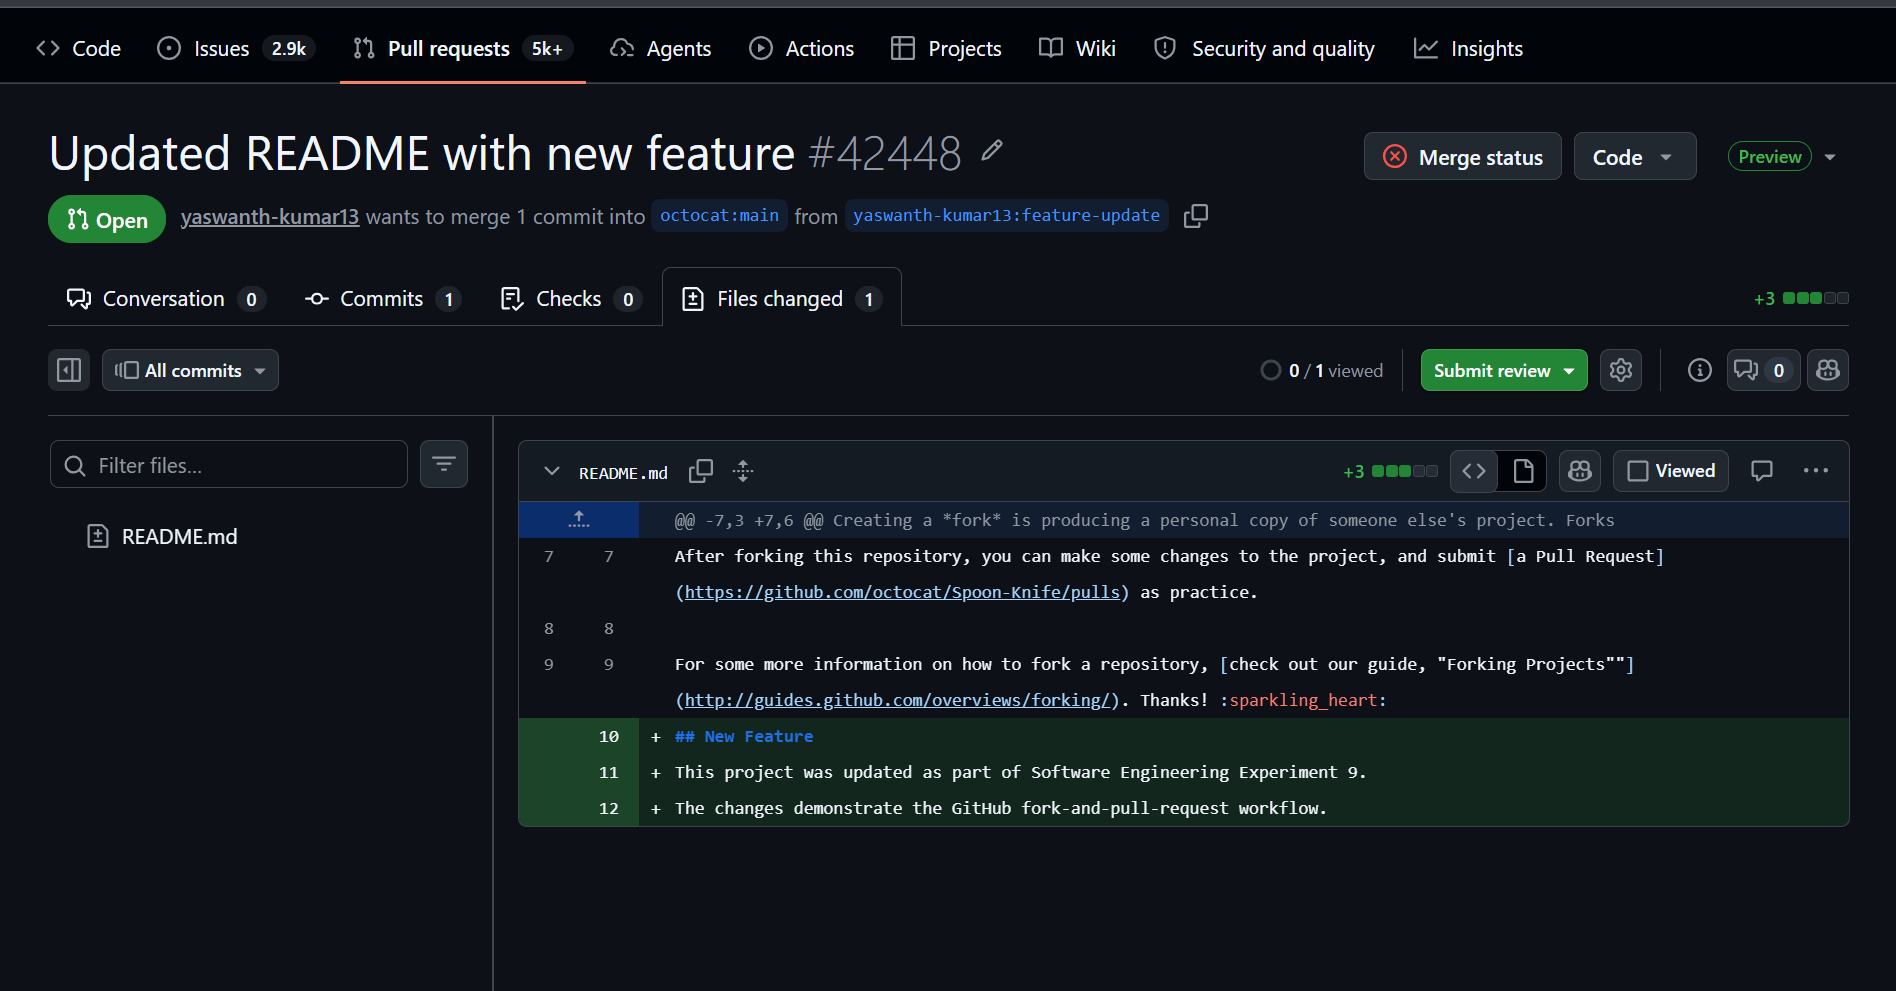 Code Issues 2.9k Pull requests 5k+ Agents Actions Projects Wiki Security and quality Insights
Updated README with new feature #42448
Merge status Code Preview
Open yaswanth-kumar13 wants to merge 1 commit into octocat:main from yaswanth-kumar13:feature-update
Conversation 0 Commits 1 Checks 0 Files changed 1 +3
All commits 0 / 1 viewed Submit review 0
Filter files...
README.md
README.md +3 Viewed
@@ -7,3 +7,6 @@ Creating a *fork* is producing a personal copy of someone else's project. Forks
7 7 After forking this repository, you can make some changes to the project, and submit [a Pull Request]
(https://github.com/octocat/Spoon-Knife/pulls) as practice.
8 8
9 9 For some more information on how to fork a repository, [check out our guide, "Forking Projects""]
(http://guides.github.com/overviews/forking/). Thanks! :sparkling_heart:
10 + ## New Feature
11 + This project was updated as part of Software Engineering Experiment 9.
12 + The changes demonstrate the GitHub fork-and-pull-request workflow.